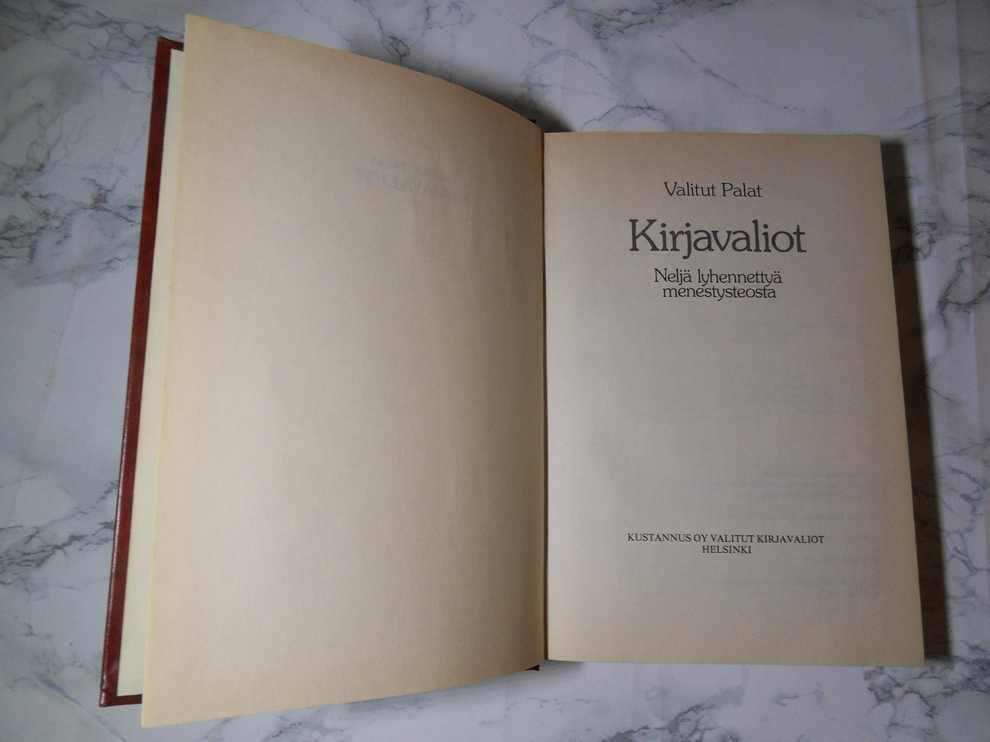 Valitut Palat
Kirjavaliot
Neljä lyhennettyä
menestysteosta
KUSTANNUS OY VALITUT KIRJAVALIOT
HELSINKI